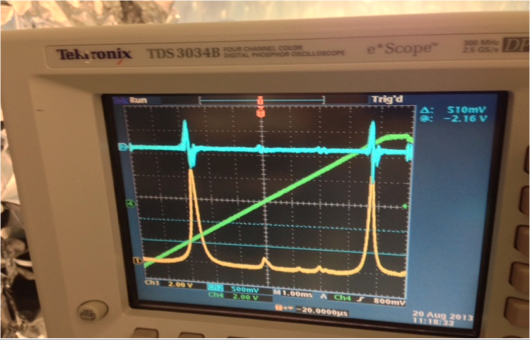 Tektronix TDS 3034B FOUR CHANNEL COLOR DIGITAL PHOSPHOR OSCILLOSCOPE e*Scope™ 300 MHz 2.5 GS/s DP
Run Trig'd
Δ: 510mV
@: -2.16 V
Ch3 2.00 V 500mV M 1.00ms A Ch4 ƒ 800mV
Ch4 2.00 V
-20.0000µs
20 Aug 2013
11:18:33